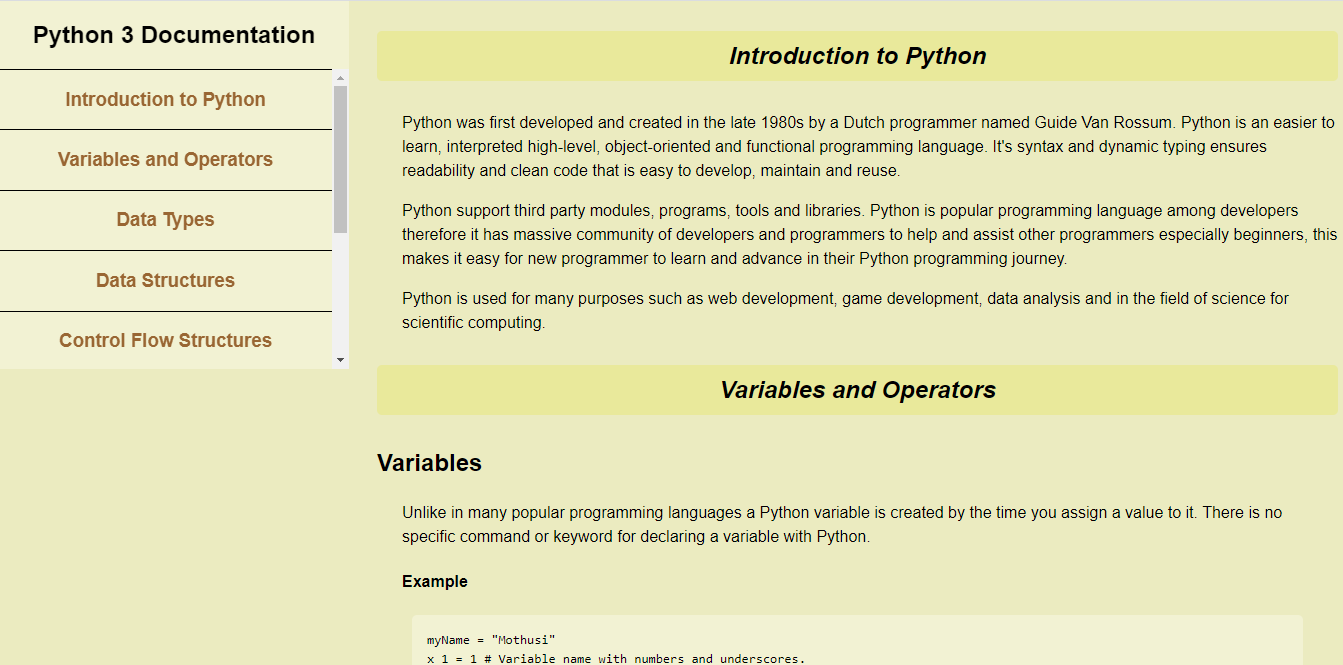 Python 3 Documentation
Introduction to Python
Variables and Operators
Data Types
Data Structures
Control Flow Structures
Introduction to Python
Python was first developed and created in the late 1980s by a Dutch programmer named Guide Van Rossum. Python is an easier to
learn, interpreted high-level, object-oriented and functional programming language. It's syntax and dynamic typing ensures
readability and clean code that is easy to develop, maintain and reuse.
Python support third party modules, programs, tools and libraries. Python is popular programming language among developers
therefore it has massive community of developers and programmers to help and assist other programmers especially beginners, this
makes it easy for new programmer to learn and advance in their Python programming journey.
Python is used for many purposes such as web development, game development, data analysis and in the field of science for
scientific computing.
Variables and Operators
Variables
Unlike in many popular programming languages a Python variable is created by the time you assign a value to it. There is no
specific command or keyword for declaring a variable with Python.
Example
myName = "Mothusi"
x_1 = 1 # Variable name with numbers and underscores.